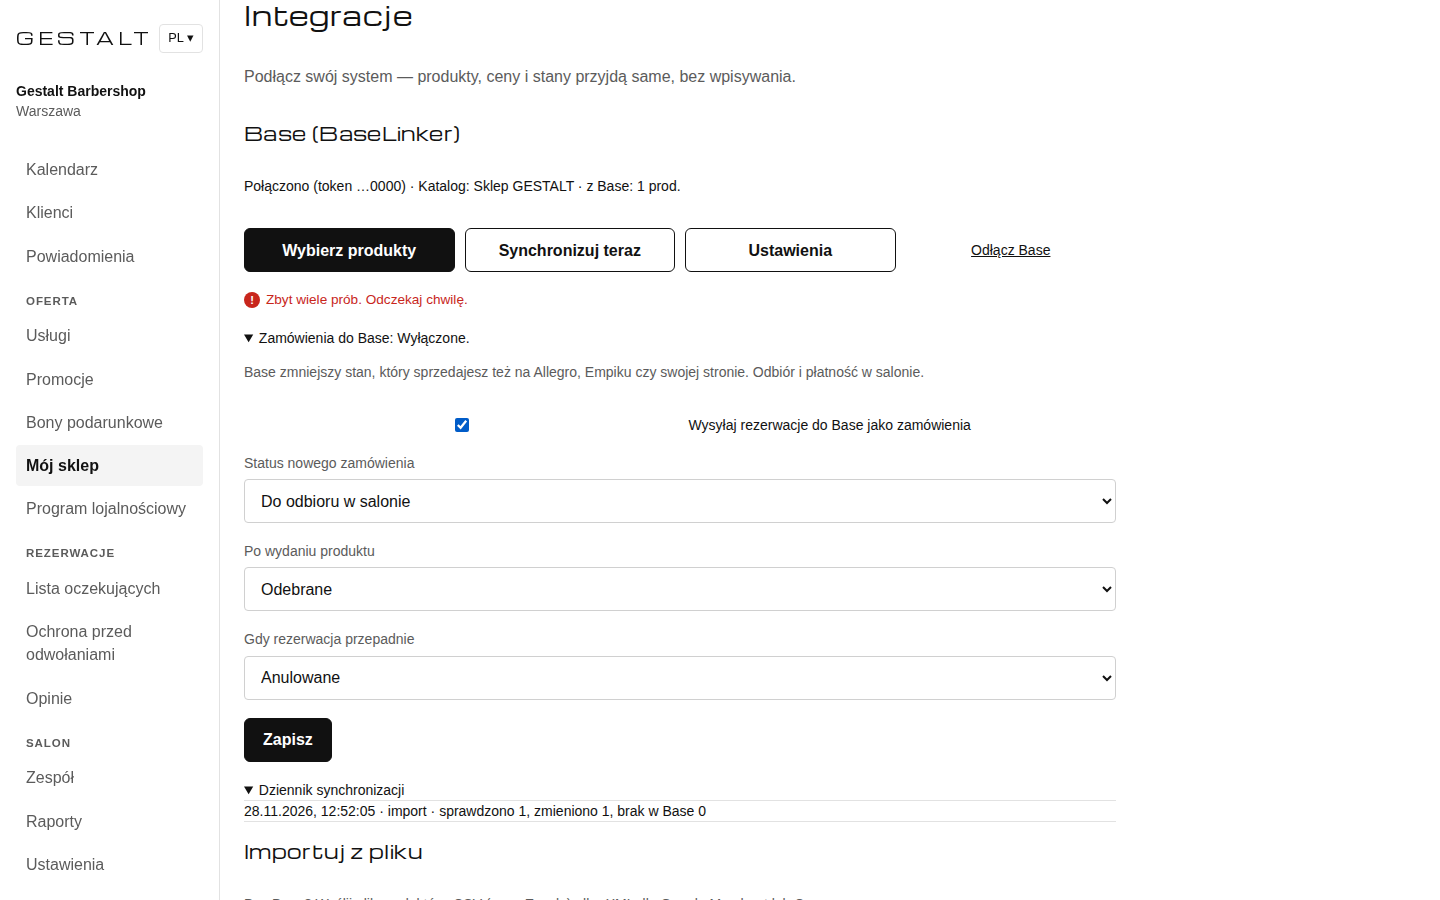 GESTALT
PL ▾
Gestalt Barbershop
Warszawa
Kalendarz
Klienci
Powiadomienia
OFERTA
Usługi
Promocje
Bony podarunkowe
Mój sklep
Program lojalnościowy
REZERWACJE
Lista oczekujących
Ochrona przed
odwołaniami
Opinie
SALON
Zespół
Raporty
Ustawienia
Integracje
Podłącz swój system — produkty, ceny i stany przyjdą same, bez wpisywania.
Base (BaseLinker)
Połączono (token …0000) · Katalog: Sklep GESTALT · z Base: 1 prod.
Wybierz produkty
Synchronizuj teraz
Ustawienia
Odłącz Base
! Zbyt wiele prób. Odczekaj chwilę.
▼ Zamówienia do Base: Wyłączone.
Base zmniejszy stan, który sprzedajesz też na Allegro, Empiku czy swojej stronie. Odbiór i płatność w salonie.
Wysyłaj rezerwacje do Base jako zamówienia
Status nowego zamówienia
Do odbioru w salonie
Po wydaniu produktu
Odebrane
Gdy rezerwacja przepadnie
Anulowane
Zapisz
▼ Dziennik synchronizacji
28.11.2026, 12:52:05 · import · sprawdzono 1, zmieniono 1, brak w Base 0
Importuj z pliku